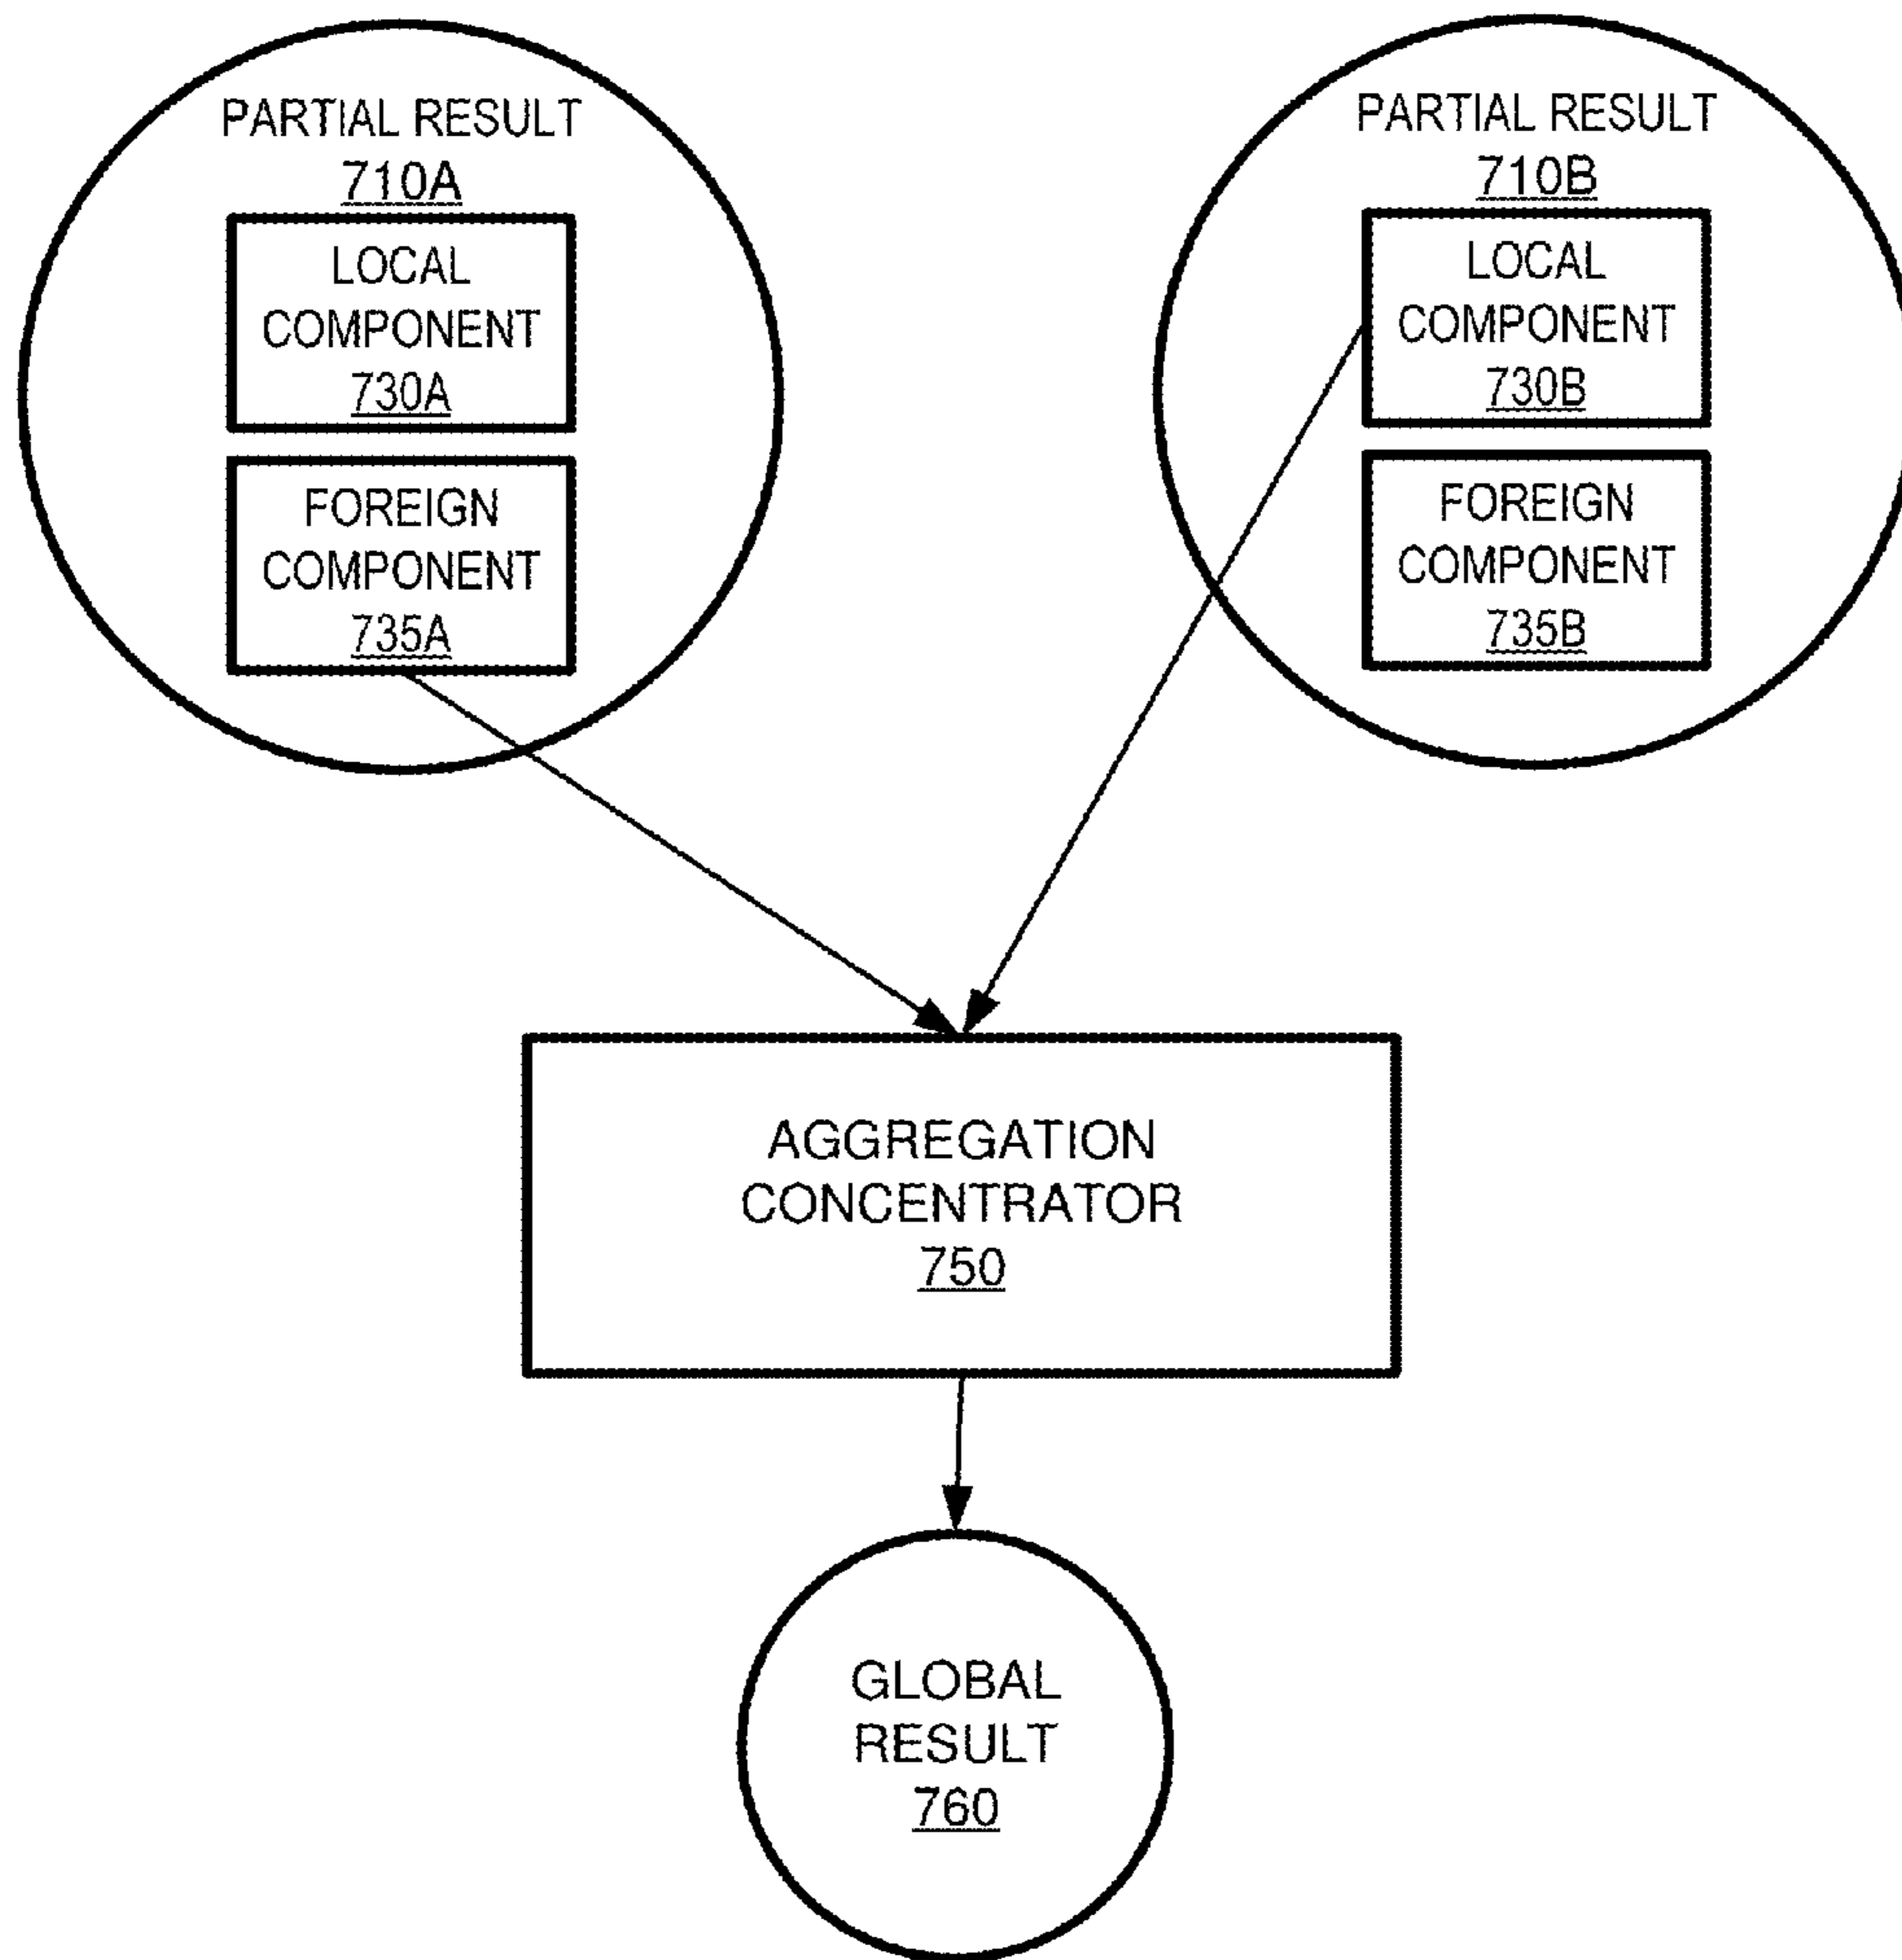 PARTIAL RESULT
710A
LOCAL
COMPONENT
730A
FOREIGN
COMPONENT
735A
PARTIAL RESULT
710B
LOCAL
COMPONENT
730B
FOREIGN
COMPONENT
735B
AGGREGATION
CONCENTRATOR
750
GLOBAL
RESULT
760